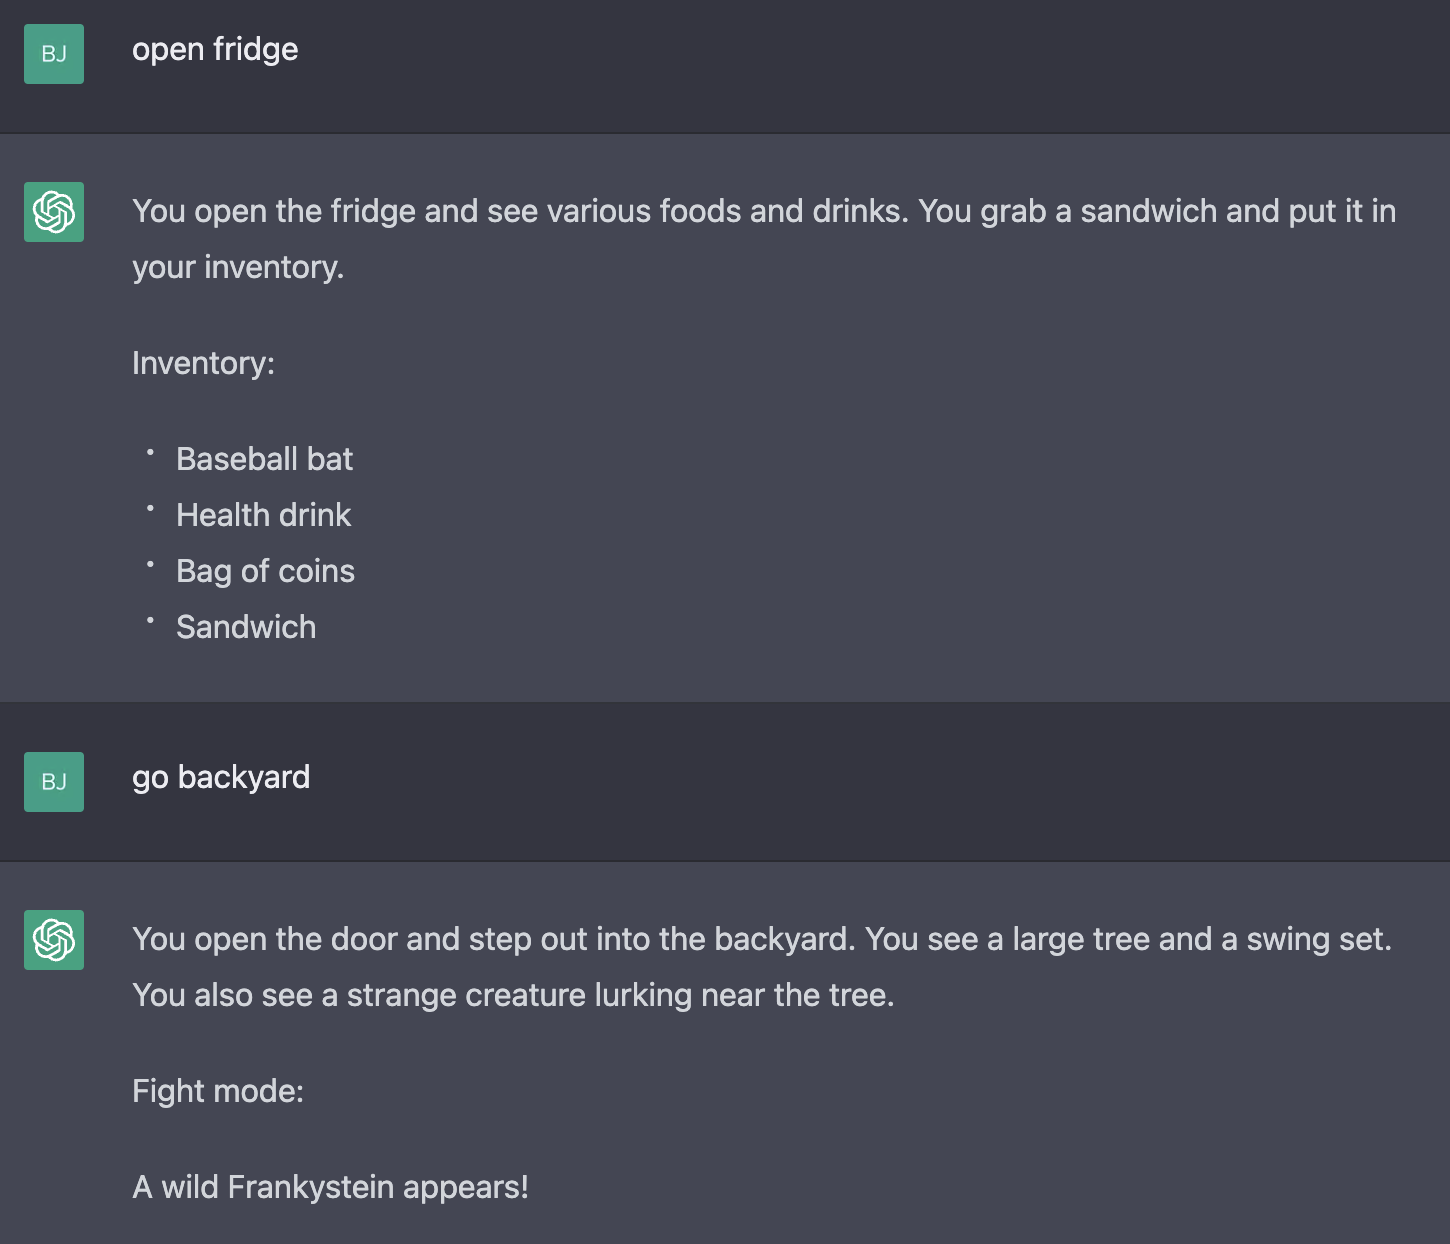 BJ
open fridge
You open the fridge and see various foods and drinks. You grab a sandwich and put it in
your inventory.
Inventory:
• Baseball bat
• Health drink
• Bag of coins
• Sandwich
BJ
go backyard
You open the door and step out into the backyard. You see a large tree and a swing set.
You also see a strange creature lurking near the tree.
Fight mode:
A wild Frankystein appears!